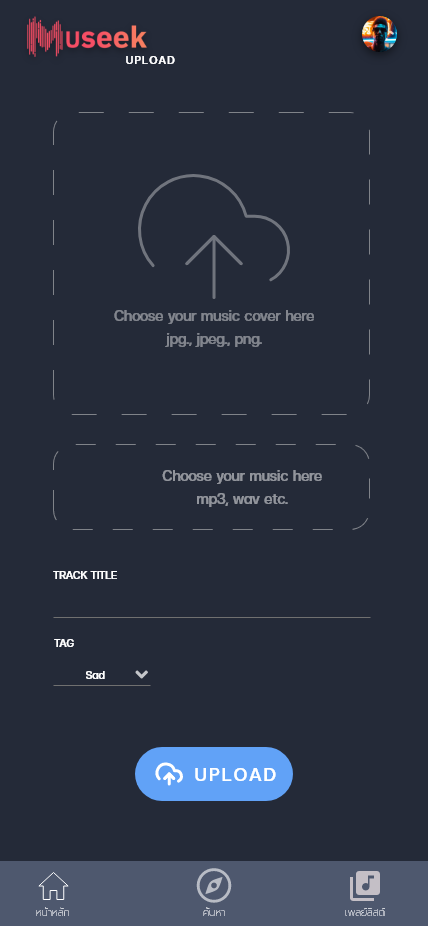 Museek
UPLOAD
Choose your music cover here
jpg., jpeg., png.
Choose your music here
mp3, wav etc.
TRACK TITLE
TAG
Sad
UPLOAD
หน้าหลัก
ค้นหา
เพลย์ลิสต์